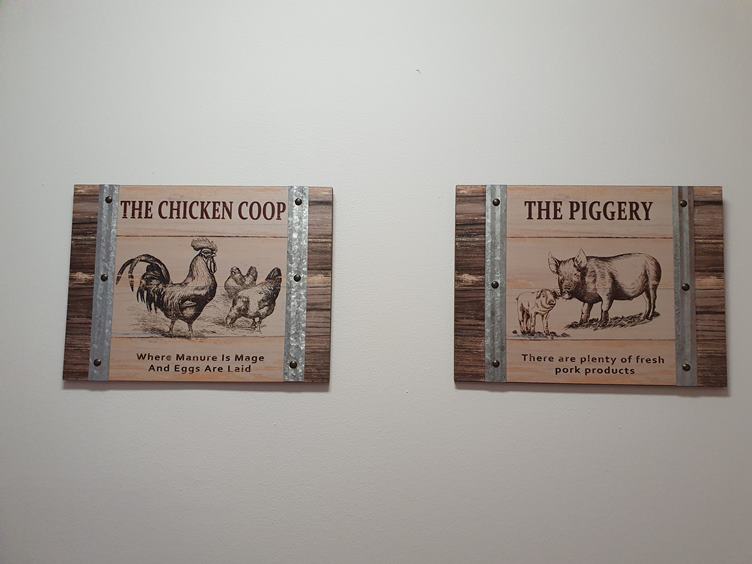 THE CHICKEN COOP
Where Manure Is Mage
And Eggs Are Laid
THE PIGGERY
There are plenty of fresh
pork products